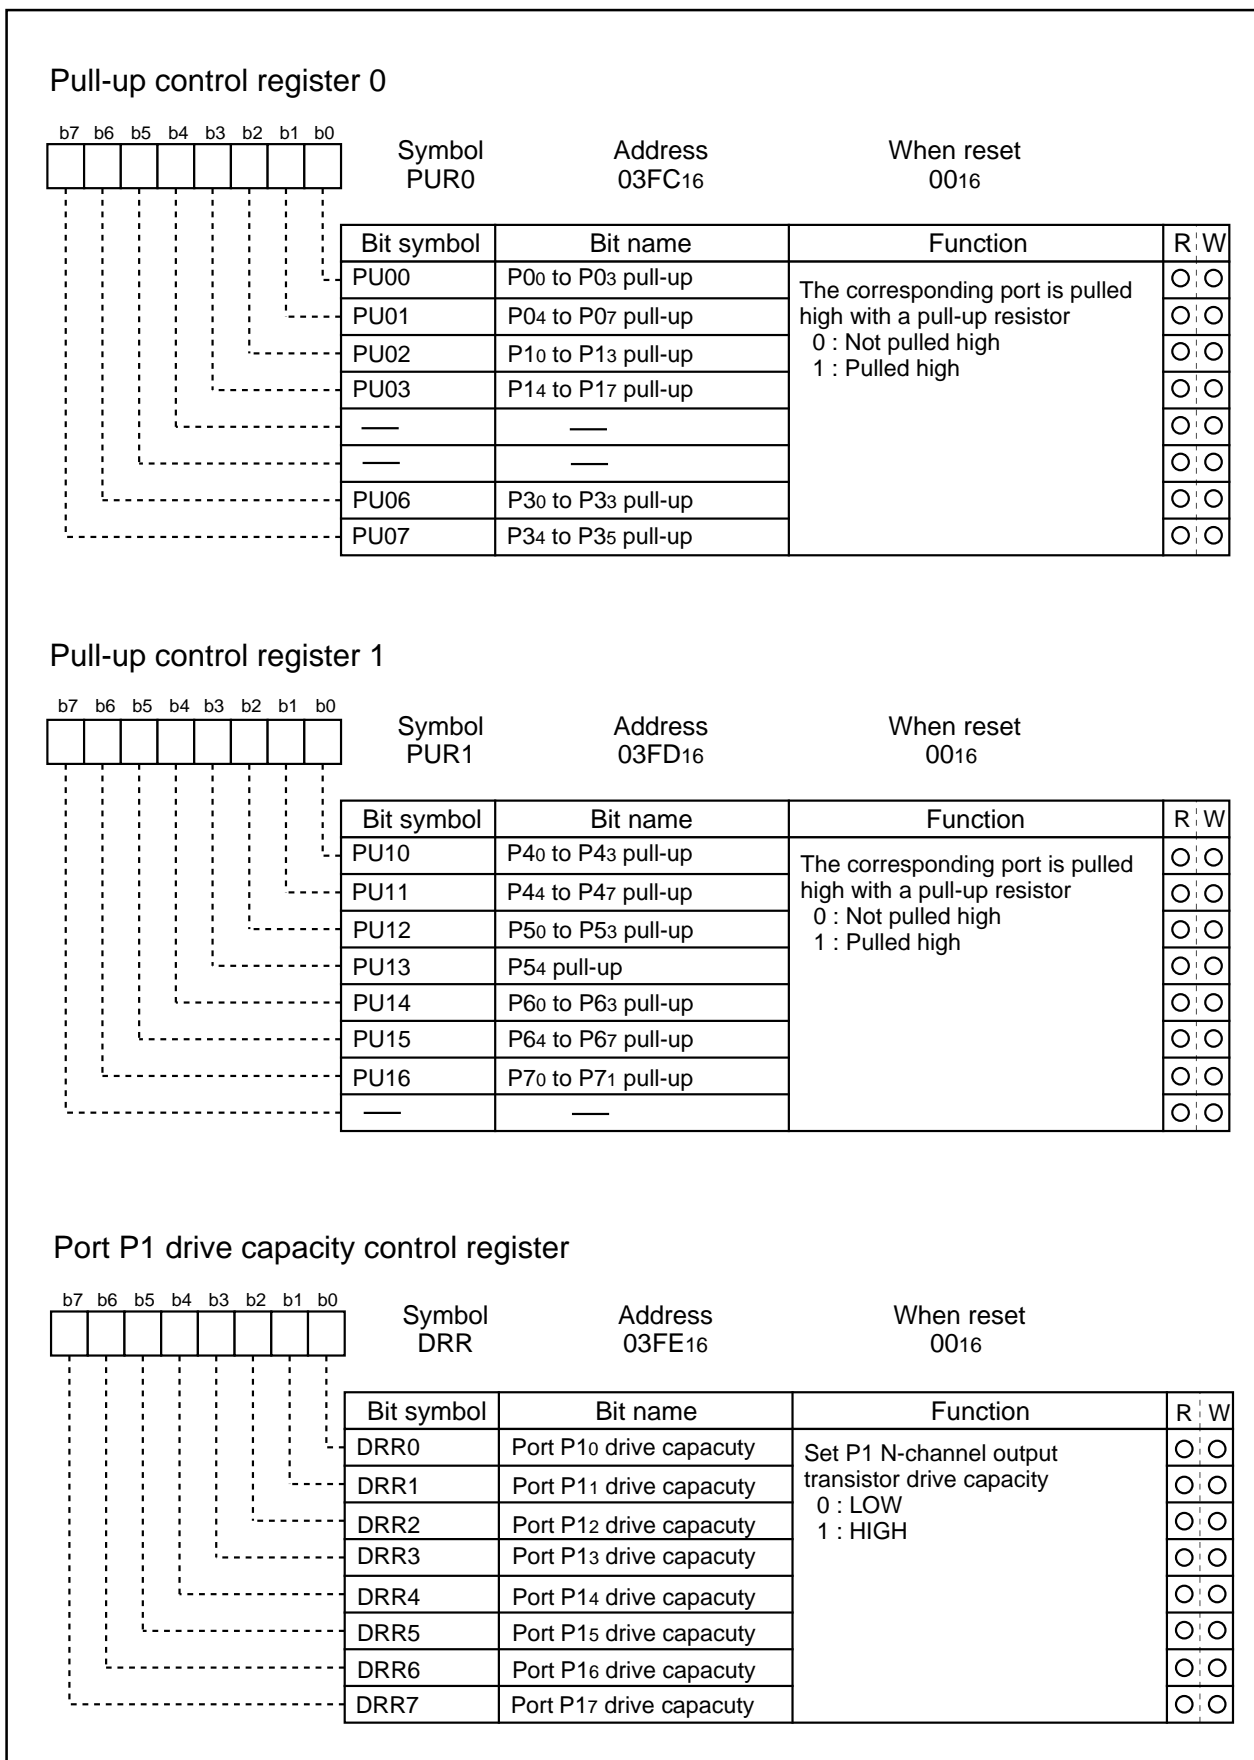 Pull-up control register 0
b7 b6 b5 b4 b3 b2 b1 b0
Symbol Address When reset
PUR0 03FC16 0016
Bit symbol Bit name Function R W
PU00 P00 to P03 pull-up
The corresponding port is pulled
PU01 P04 to P07 pull-up high with a pull-up resistor
0 : Not pulled high
PU02 P10 to P13 pull-up
1 : Pulled high
PU03 P14 to P17 pull-up
— —
— —
PU06 P30 to P33 pull-up
PU07 P34 to P35 pull-up
Pull-up control register 1
b7 b6 b5 b4 b3 b2 b1 b0
Symbol Address When reset
PUR1 03FD16 0016
Bit symbol Bit name Function R W
PU10 P40 to P43 pull-up
The corresponding port is pulled
PU11 P44 to P47 pull-up high with a pull-up resistor
0 : Not pulled high
PU12 P50 to P53 pull-up
1 : Pulled high
PU13 P54 pull-up
PU14 P60 to P63 pull-up
PU15 P64 to P67 pull-up
PU16 P70 to P71 pull-up
— —
Port P1 drive capacity control register
b7 b6 b5 b4 b3 b2 b1 b0
Symbol Address When reset
DRR 03FE16 0016
Bit symbol Bit name Function R W
DRR0 Port P10 drive capacuty Set P1 N-channel output
DRR1 Port P11 drive capacuty transistor drive capacity
0 : LOW
DRR2 Port P12 drive capacuty
1 : HIGH
DRR3 Port P13 drive capacuty
DRR4 Port P14 drive capacuty
DRR5 Port P15 drive capacuty
DRR6 Port P16 drive capacuty
DRR7 Port P17 drive capacuty